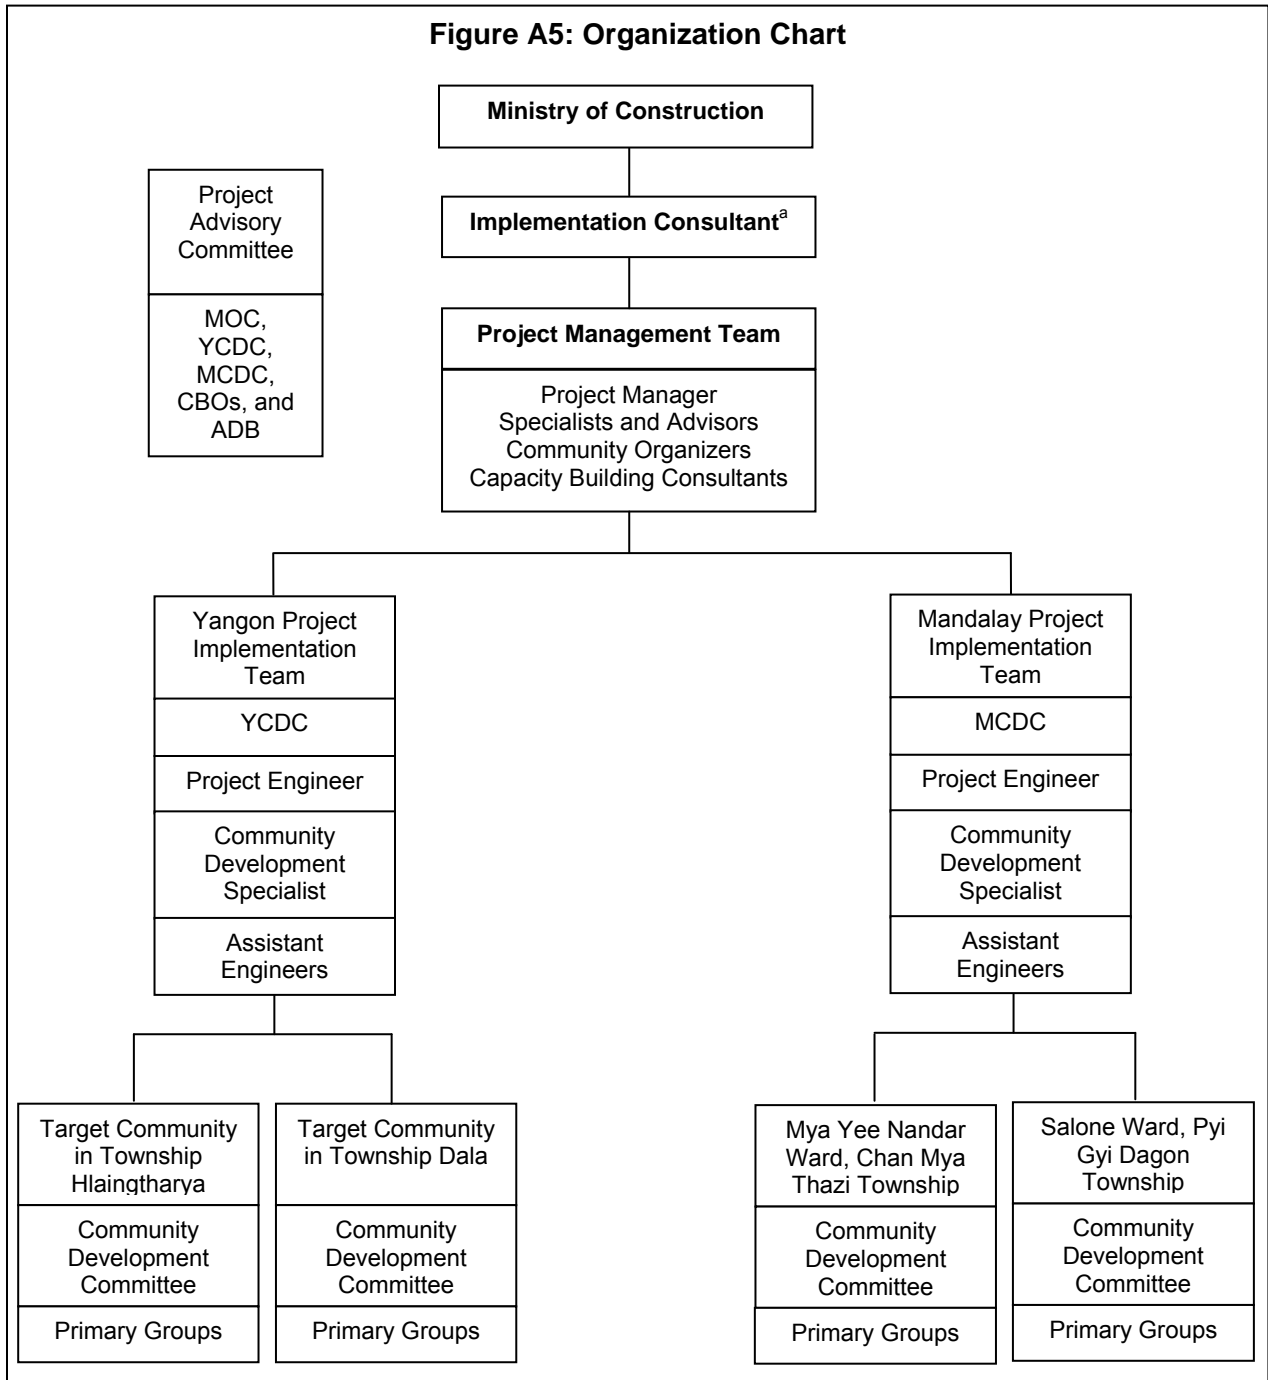 Figure A5: Organization Chart
Ministry of Construction
Project
Advisory
Committee
MOC,
YCDC,
MCDC,
CBOs, and
ADB
Implementation Consultantᵃ
Project Management Team
Project Manager
Specialists and Advisors
Community Organizers
Capacity Building Consultants
Yangon Project
Implementation
Team
YCDC
Project Engineer
Community
Development
Specialist
Assistant
Engineers
Mandalay Project
Implementation
Team
MCDC
Project Engineer
Community
Development
Specialist
Assistant
Engineers
Target Community
in Township
Hlaingtharya
Community
Development
Committee
Primary Groups
Target Community
in Township Dala
Community
Development
Committee
Primary Groups
Mya Yee Nandar
Ward, Chan Mya
Thazi Township
Community
Development
Committee
Primary Groups
Salone Ward, Pyi
Gyi Dagon
Township
Community
Development
Committee
Primary Groups